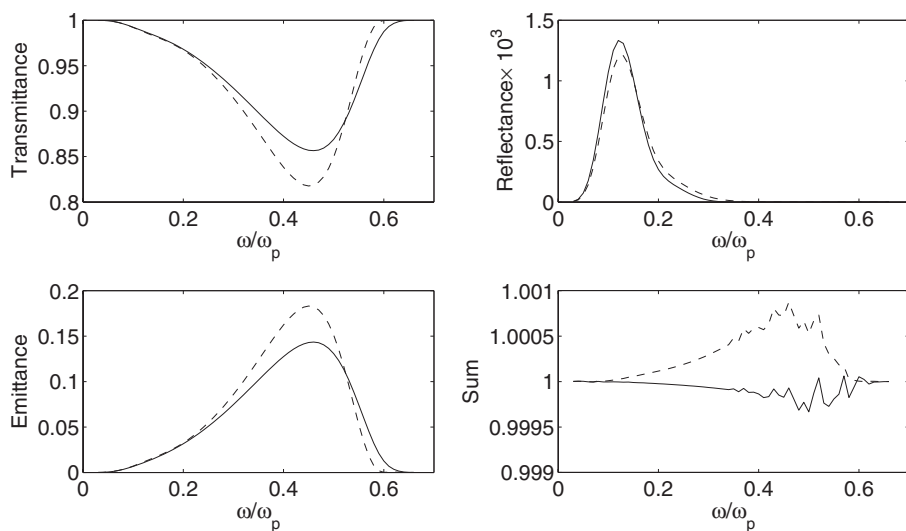 1
0.95
0.9
0.85
0.8
Transmittance
0 0.2 0.4 0.6
ω/ωp
1.5
1
0.5
0
Reflectance× 10³
0 0.2 0.4 0.6
ω/ωp
0.2
0.15
0.1
0.05
0
Emittance
0 0.2 0.4 0.6
ω/ωp
1.001
1.0005
1
0.9995
0.999
Sum
0 0.2 0.4 0.6
ω/ωp